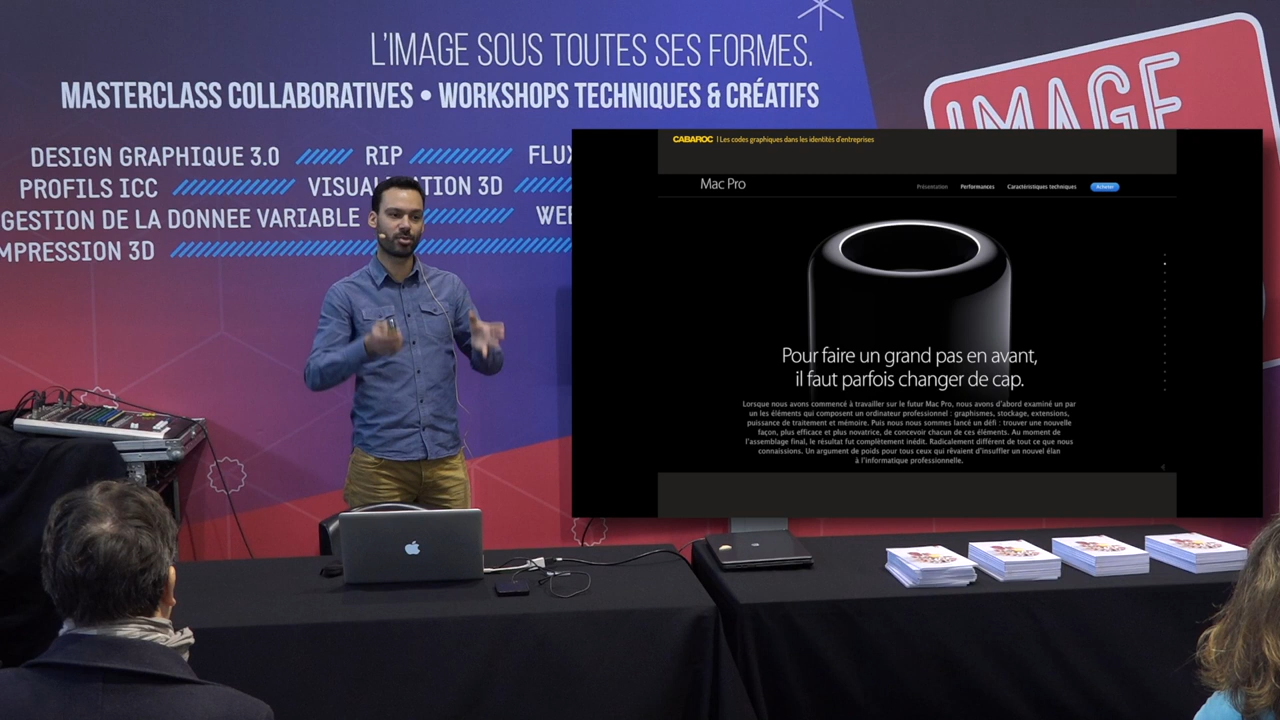 L'IMAGE SOUS TOUTES SES FORMES.
MASTERCLASS COLLABORATIVES • WORKSHOPS TECHNIQUES & CRÉATIFS
IMAGE
DESIGN GRAPHIQUE 3.0 ////// RIP /////////// FLUX
PROFILS ICC ///////////// VISUALISATION 3D //////
GESTION DE LA DONNEE VARIABLE ////////// WE
MPRESSION 3D
CABAROC | Les codes graphiques dans les identités d'entreprises
Mac Pro
Présentation Performances Caractéristiques techniques Acheter
Pour faire un grand pas en avant,
il faut parfois changer de cap.
Lorsque nous avons commencé à travailler sur le futur Mac Pro, nous avons d'abord examiné un par
un les éléments qui composent un ordinateur professionnel : graphismes, stockage, extensions,
puissance de traitement et mémoire. Puis nous nous sommes lancé un défi : trouver une nouvelle
façon, plus efficace et plus novatrice, de concevoir chacun de ces éléments. Au moment de
l'assemblage final, le résultat fut complètement inédit. Radicalement différent de tout ce que nous
connaissions. Un argument de poids pour tous ceux qui rêvaient d'insuffler un nouvel élan
à l'informatique professionnelle.